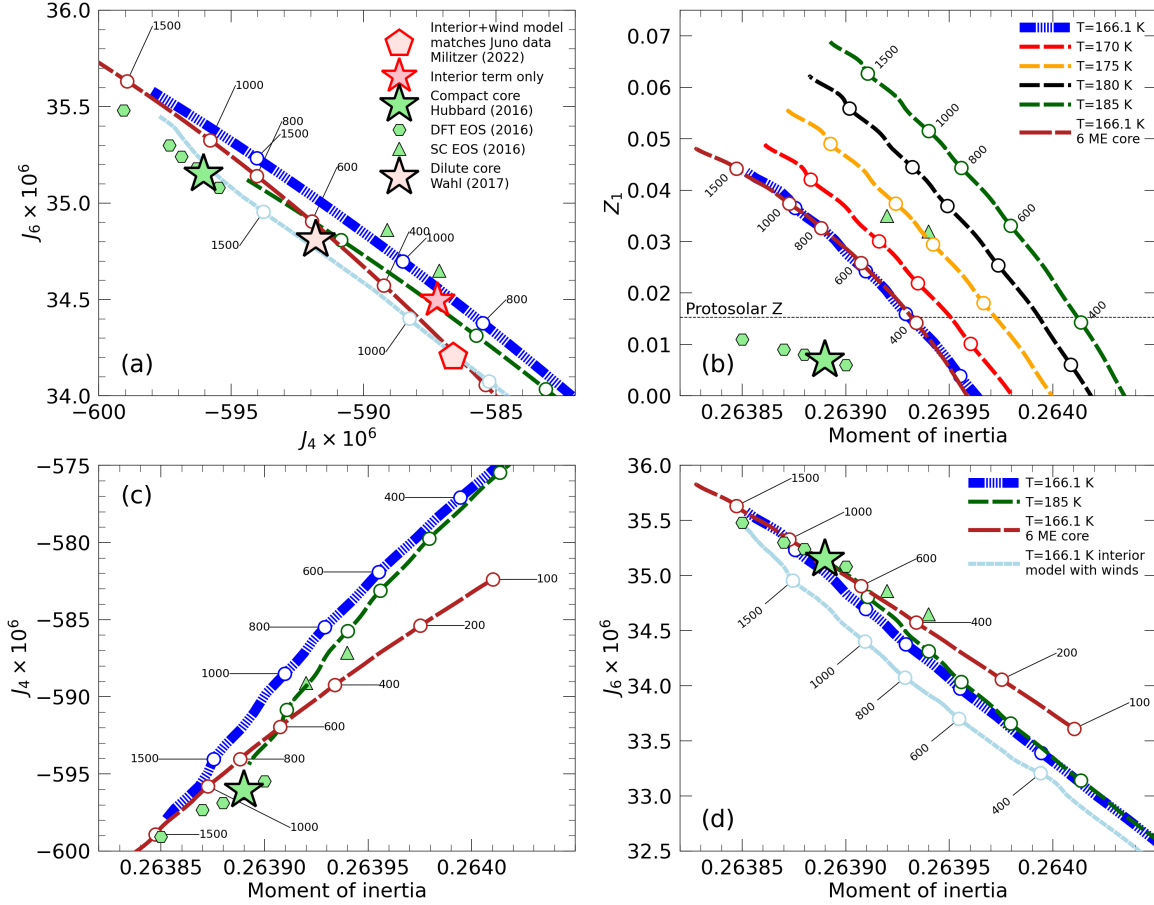 (a)
36.0
35.5
35.0
34.5
34.0
J6 × 10^6
−600
−595
−590
−585
J4 × 10^6
1500
1000
800
1500
600
400
1000
800
1500
1000
Interior+wind model
matches Juno data
Militzer (2022)
Interior term only
Compact core
Hubbard (2016)
DFT EOS (2016)
SC EOS (2016)
Dilute core
Wahl (2017)
(b)
0.07
0.06
0.05
0.04
0.03
0.02
0.01
0.00
Z1
0.26385
0.26390
0.26395
0.2640
Moment of inertia
T=166.1 K
T=170 K
T=175 K
T=180 K
T=185 K
T=166.1 K
6 ME core
1500
1000
800
600
400
1500
1000
800
600
400
Protosolar Z
(c)
−575
−580
−585
−590
−595
−600
J4 × 10^6
0.26385
0.26390
0.26395
0.2640
Moment of inertia
400
600
800
1000
1500
100
200
400
600
800
1000
1500
(d)
36.0
35.5
35.0
34.5
34.0
33.5
33.0
32.5
J6 × 10^6
0.26385
0.26390
0.26395
0.2640
Moment of inertia
T=166.1 K
T=185 K
T=166.1 K
6 ME core
T=166.1 K interior
model with winds
1500
1000
600
400
200
100
1500
1000
800
600
400